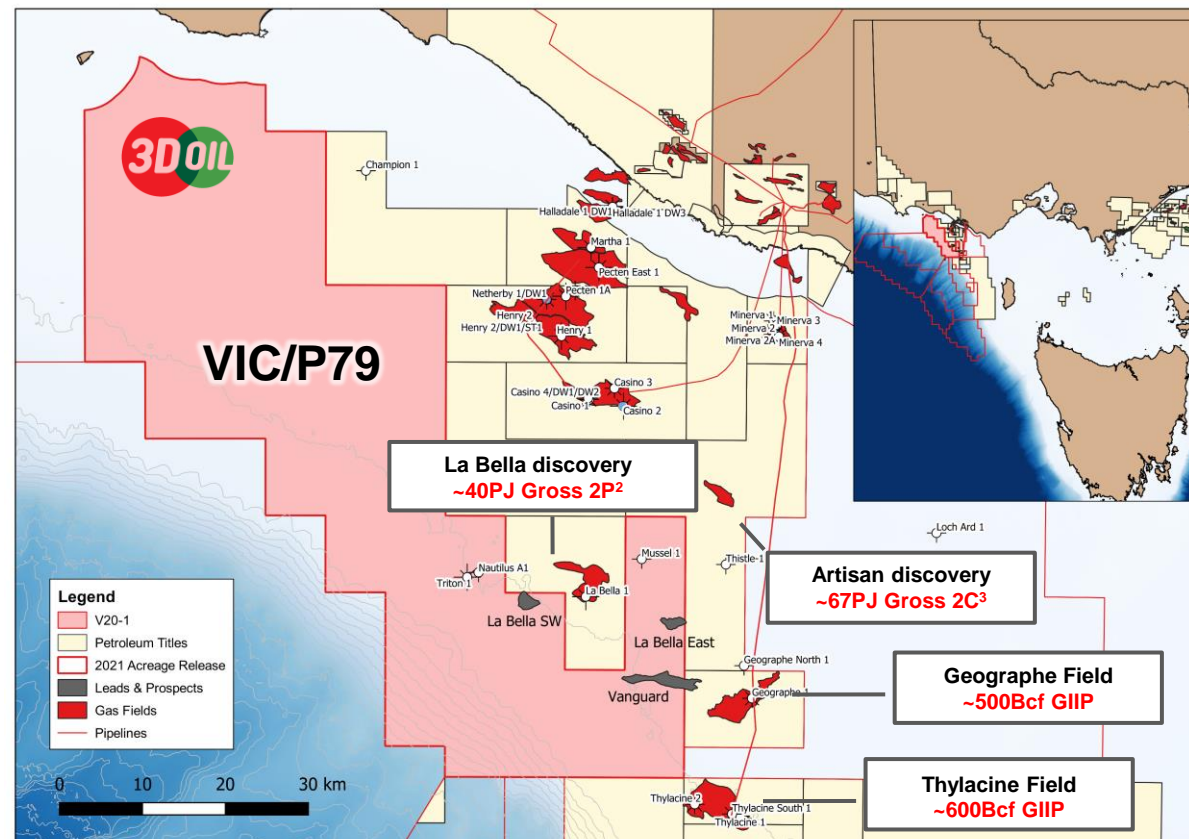 3DOIL
Champion 1
Halladale 1 DW1
Halladale 1 DW3
Martha 1
Pecten East 1
Netherby 1/DW1
Pecten 1A
Henry 2
Henry 2/DW1/ST1
Henry 1
Minerva 1
Minerva 3
Minerva 2
Minerva 2A
Minerva 4
VIC/P79
Casino 3
Casino 4/DW1/DW2
Casino 1
Casino 2
La Bella discovery
~40PJ Gross 2P2
Loch Ard 1
Mussel 1
Thistle-1
Nautilus A1
Triton 1
La Bella 1
La Bella SW
La Bella East
Artisan discovery
~67PJ Gross 2C3
Geographe North 1
Vanguard
Geographe 1
Geographe Field
~500Bcf GIIP
Legend
V20-1
Petroleum Titles
2021 Acreage Release
Leads & Prospects
Gas Fields
Pipelines
0 10 20 30 km
Thylacine 2
Thylacine South 1
Thylacine 1
Thylacine Field
~600Bcf GIIP